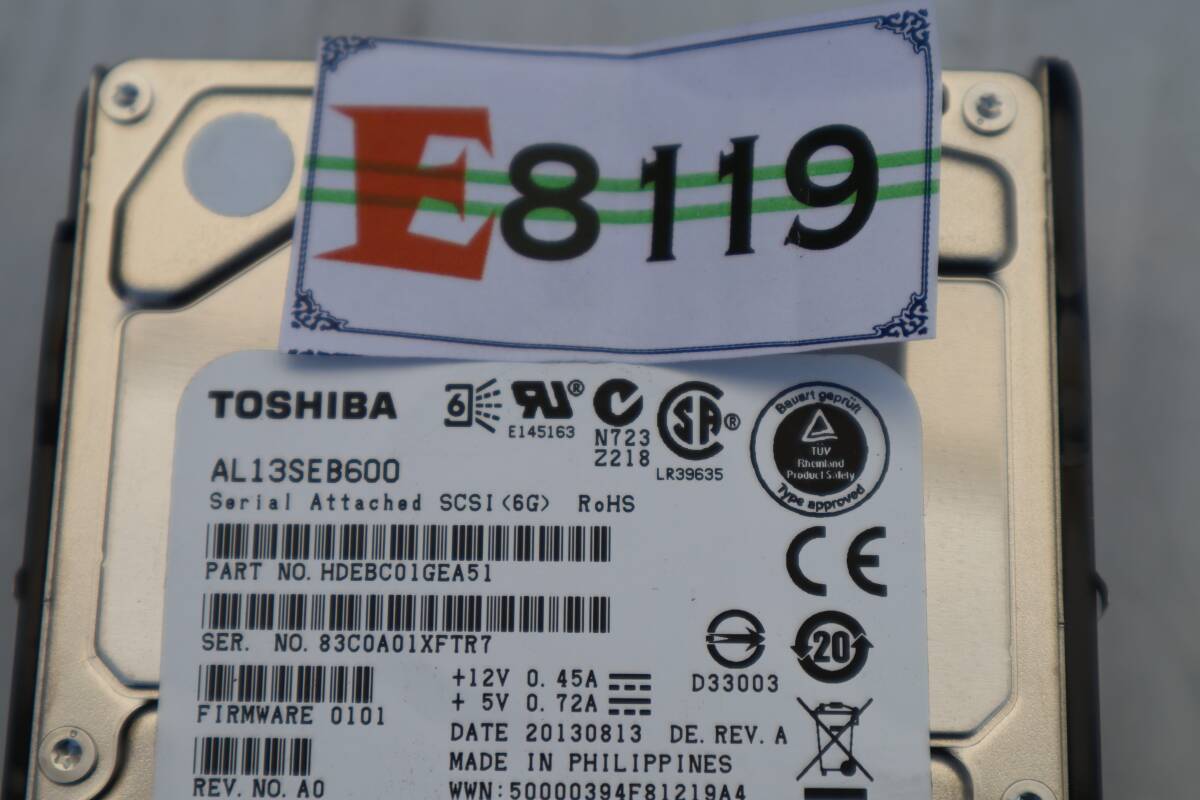 E8119
TOSHIBA
6
E145163
N723
Z218
LR39635
Bauart geprüft
TÜV
Rheinland
Product Safety
Type approved
AL13SEB600
Serial Attached SCSI(6G) RoHS
PART NO. HDEBC01GEA51
CE
SER. NO. 83C0A01XFTR7
20
D33003
FIRMWARE 0101
+12V 0.45A
+ 5V 0.72A
DATE 20130813 DE. REV. A
MADE IN PHILIPPINES
REV. NO. A0
WWN:50000394F81219A4